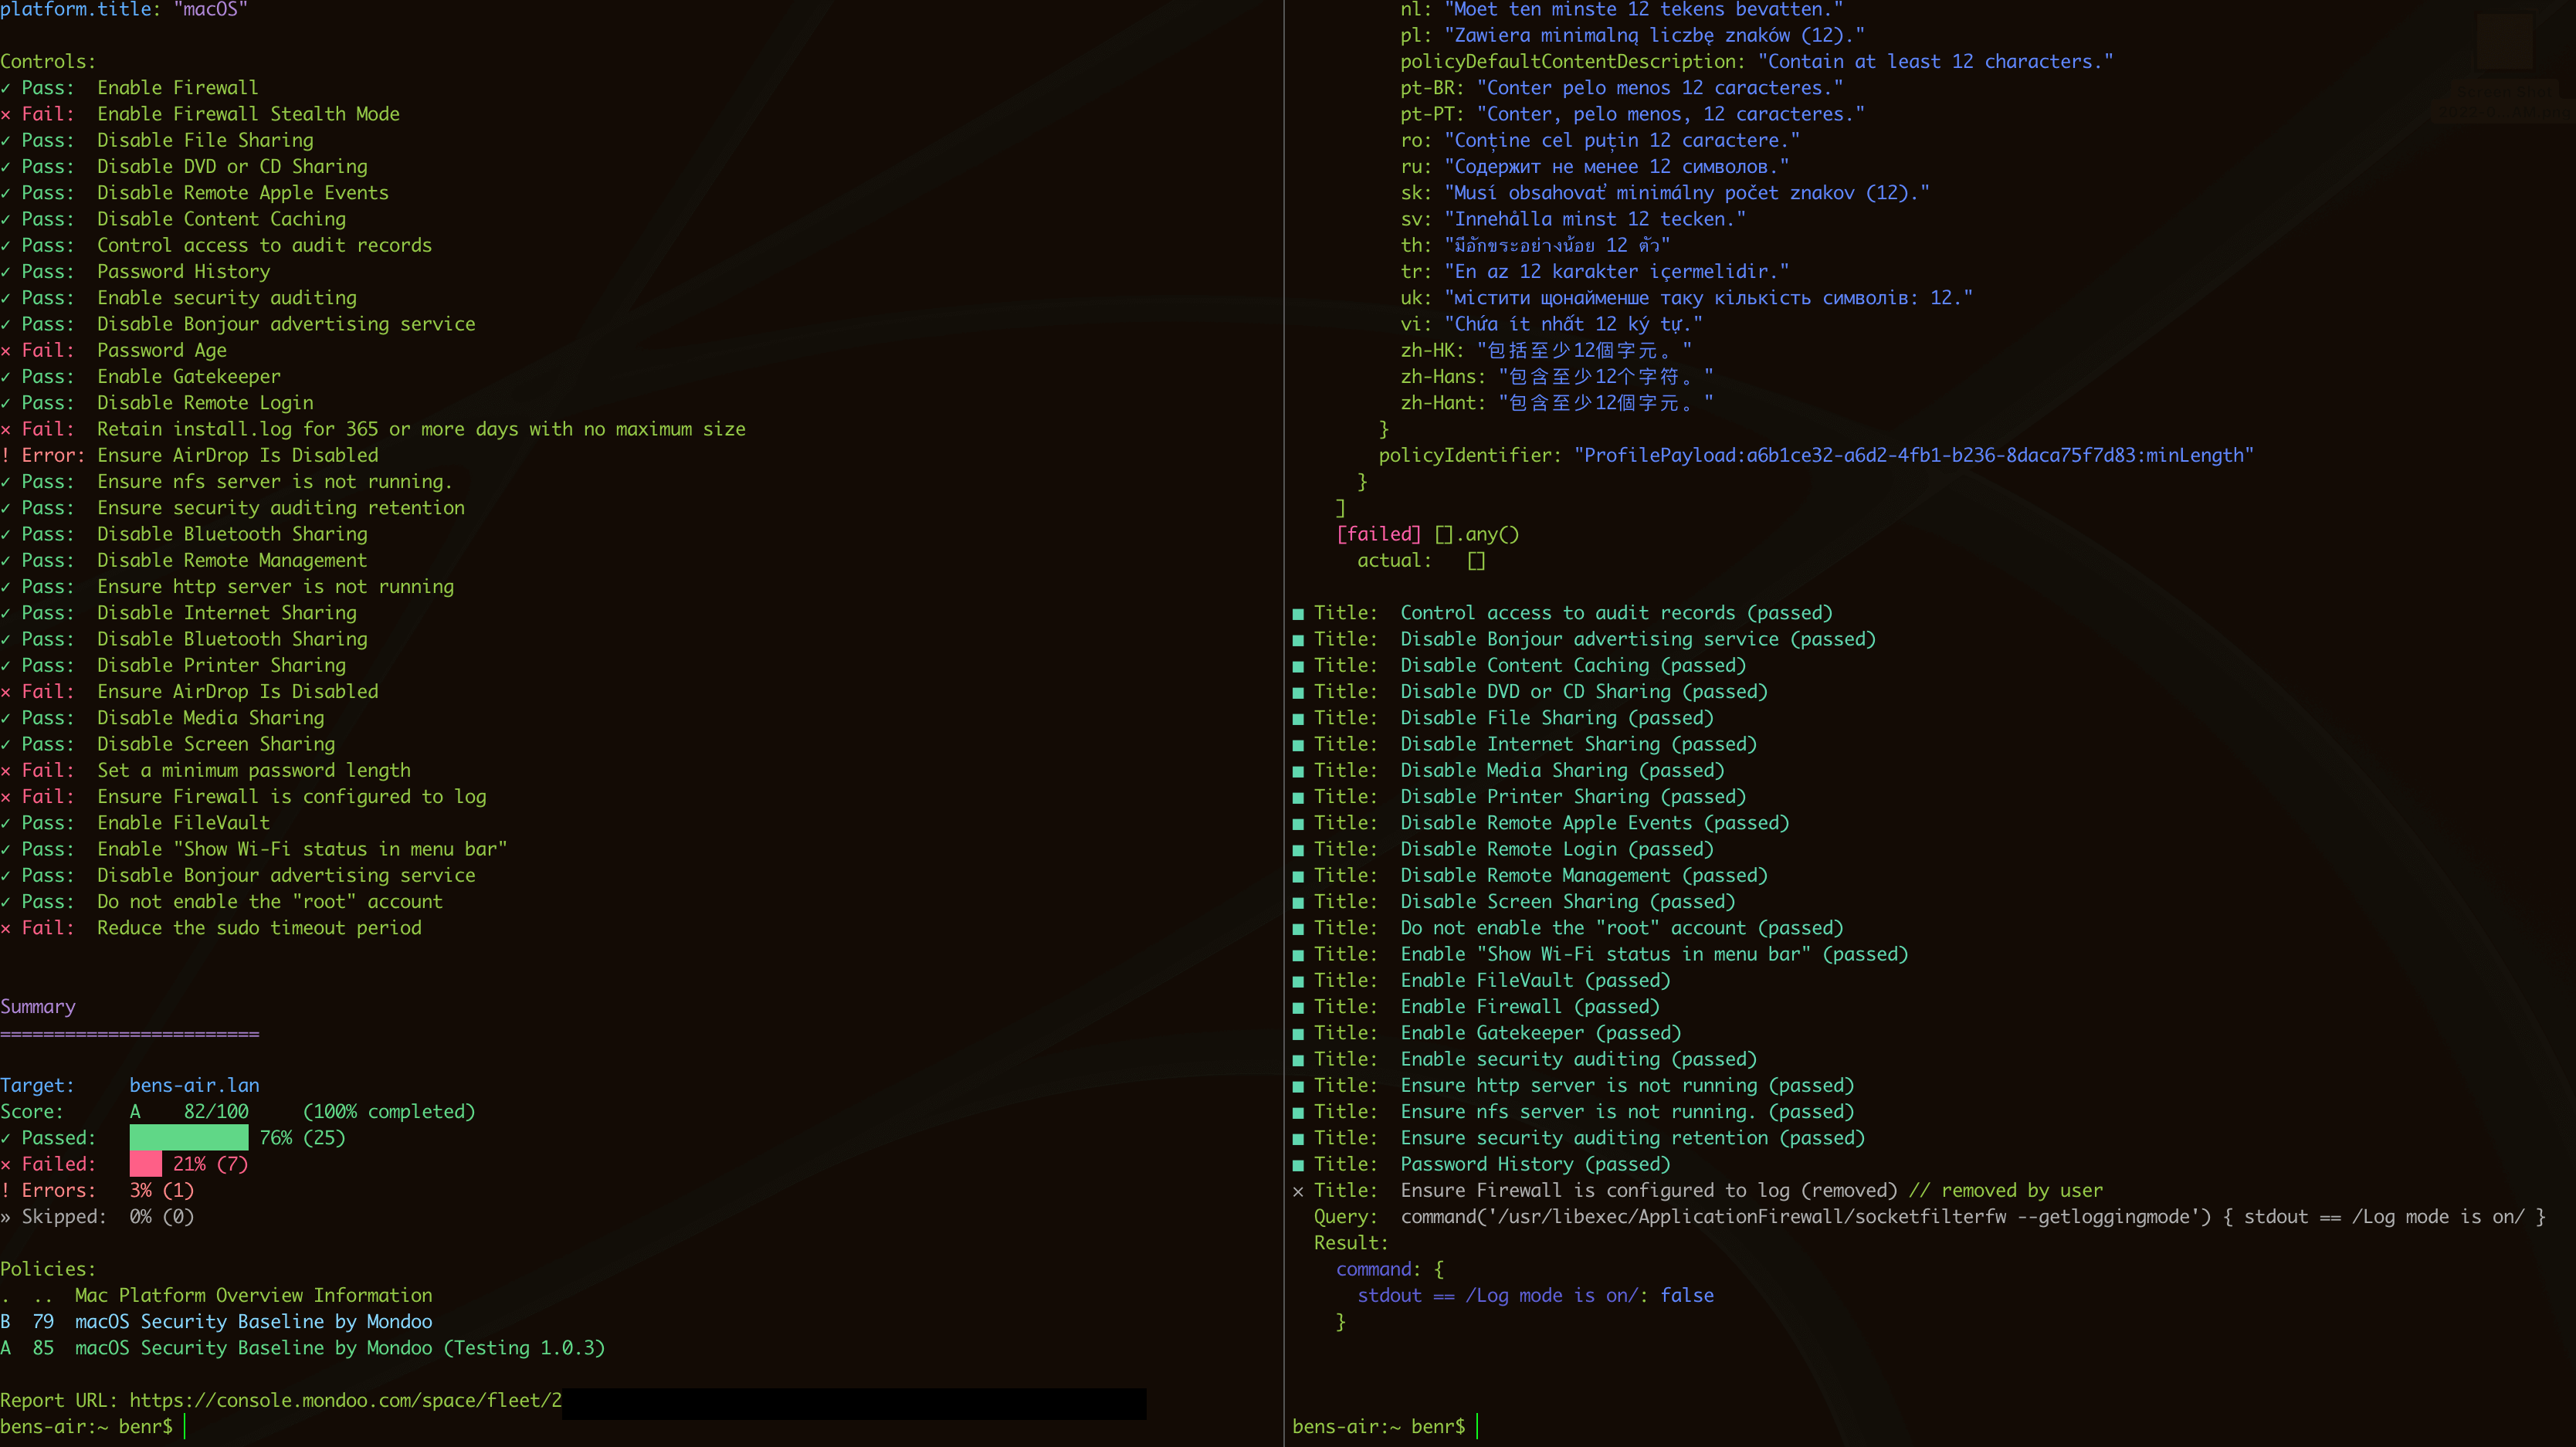 platform.title: "macOS"

Controls:
✓ Pass:  Enable Firewall
× Fail:  Enable Firewall Stealth Mode
✓ Pass:  Disable File Sharing
✓ Pass:  Disable DVD or CD Sharing
✓ Pass:  Disable Remote Apple Events
✓ Pass:  Disable Content Caching
✓ Pass:  Control access to audit records
✓ Pass:  Password History
✓ Pass:  Enable security auditing
✓ Pass:  Disable Bonjour advertising service
× Fail:  Password Age
✓ Pass:  Enable Gatekeeper
✓ Pass:  Disable Remote Login
× Fail:  Retain install.log for 365 or more days with no maximum size
! Error: Ensure AirDrop Is Disabled
✓ Pass:  Ensure nfs server is not running.
✓ Pass:  Ensure security auditing retention
✓ Pass:  Disable Bluetooth Sharing
✓ Pass:  Disable Remote Management
✓ Pass:  Ensure http server is not running
✓ Pass:  Disable Internet Sharing
✓ Pass:  Disable Bluetooth Sharing
✓ Pass:  Disable Printer Sharing
× Fail:  Ensure AirDrop Is Disabled
✓ Pass:  Disable Media Sharing
✓ Pass:  Disable Screen Sharing
× Fail:  Set a minimum password length
× Fail:  Ensure Firewall is configured to log
✓ Pass:  Enable FileVault
✓ Pass:  Enable "Show Wi-Fi status in menu bar"
✓ Pass:  Disable Bonjour advertising service
✓ Pass:  Do not enable the "root" account
× Fail:  Reduce the sudo timeout period

Summary
========================

Target:     bens-air.lan
Score:      A    82/100     (100% completed)
✓ Passed:   76% (25)
× Failed:   21% (7)
! Errors:   3% (1)
» Skipped:  0% (0)

Policies:
.  ..  Mac Platform Overview Information
B  79  macOS Security Baseline by Mondoo
A  85  macOS Security Baseline by Mondoo (Testing 1.0.3)

Report URL: https://console.mondoo.com/space/fleet/2
bens-air:~ benr$

nl: "Moet ten minste 12 tekens bevatten."
pl: "Zawiera minimalną liczbę znaków (12)."
policyDefaultContentDescription: "Contain at least 12 characters."
pt-BR: "Conter pelo menos 12 caracteres."
pt-PT: "Conter, pelo menos, 12 caracteres."
ro: "Conține cel puțin 12 caractere."
ru: "Содержит не менее 12 символов."
sk: "Musí obsahovať minimálny počet znakov (12)."
sv: "Innehålla minst 12 tecken."
th: "มีอักขระอย่างน้อย 12 ตัว"
tr: "En az 12 karakter içermelidir."
uk: "містити щонайменше таку кількість символів: 12."
vi: "Chứa ít nhất 12 ký tự."
zh-HK: "包括至少12個字元。"
zh-Hans: "包含至少12个字符。"
zh-Hant: "包含至少12個字元。"
}
policyIdentifier: "ProfilePayload:a6b1ce32-a6d2-4fb1-b236-8daca75f7d83:minLength"
}
]
[failed] [].any()
actual:   []

■ Title:  Control access to audit records (passed)
■ Title:  Disable Bonjour advertising service (passed)
■ Title:  Disable Content Caching (passed)
■ Title:  Disable DVD or CD Sharing (passed)
■ Title:  Disable File Sharing (passed)
■ Title:  Disable Internet Sharing (passed)
■ Title:  Disable Media Sharing (passed)
■ Title:  Disable Printer Sharing (passed)
■ Title:  Disable Remote Apple Events (passed)
■ Title:  Disable Remote Login (passed)
■ Title:  Disable Remote Management (passed)
■ Title:  Disable Screen Sharing (passed)
■ Title:  Do not enable the "root" account (passed)
■ Title:  Enable "Show Wi-Fi status in menu bar" (passed)
■ Title:  Enable FileVault (passed)
■ Title:  Enable Firewall (passed)
■ Title:  Enable Gatekeeper (passed)
■ Title:  Enable security auditing (passed)
■ Title:  Ensure http server is not running (passed)
■ Title:  Ensure nfs server is not running. (passed)
■ Title:  Ensure security auditing retention (passed)
■ Title:  Password History (passed)
× Title:  Ensure Firewall is configured to log (removed) // removed by user
Query:  command('/usr/libexec/ApplicationFirewall/socketfilterfw --getloggingmode') { stdout == /Log mode is on/ }
Result:
command: {
stdout == /Log mode is on/: false
}

bens-air:~ benr$